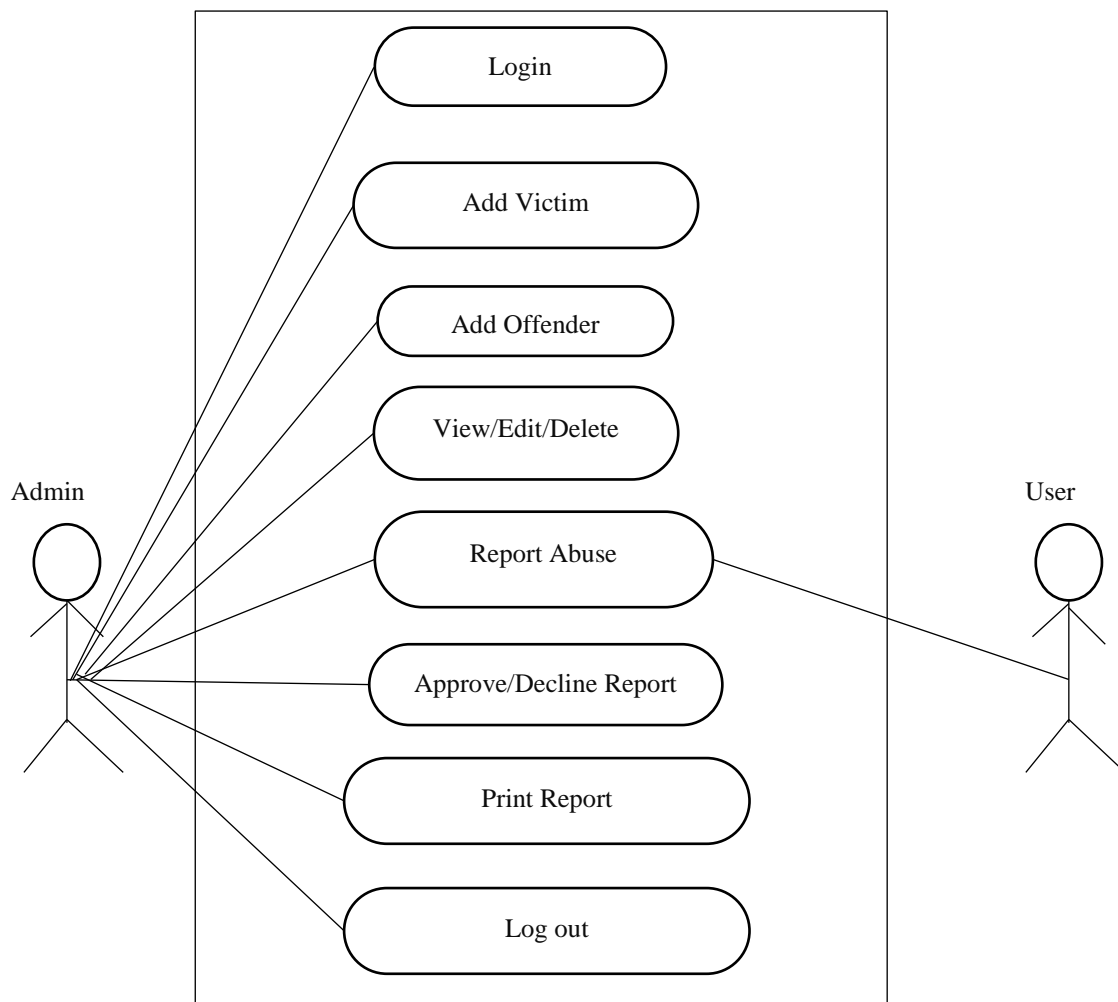 Login
Add Victim
Add Offender
View/Edit/Delete
Admin
User
Report Abuse
Approve/Decline Report
Print Report
Log out